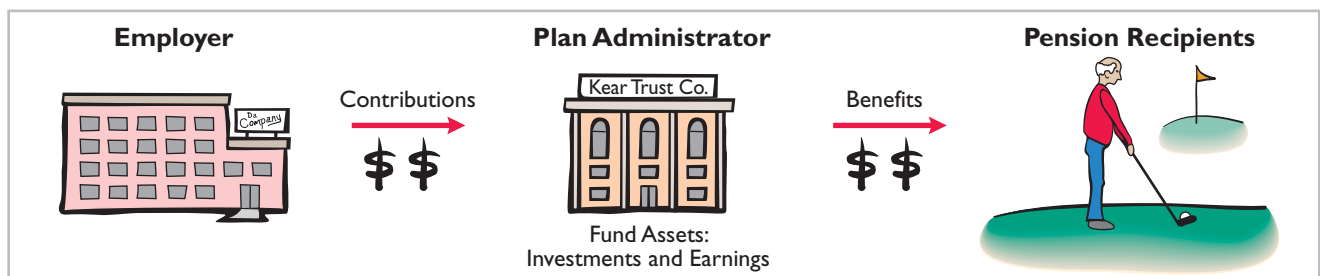 Employer
Plan Administrator
Pension Recipients
Da
Company
Contributions
$ $
Kear Trust Co.
Benefits
$ $
Fund Assets:
Investments and Earnings